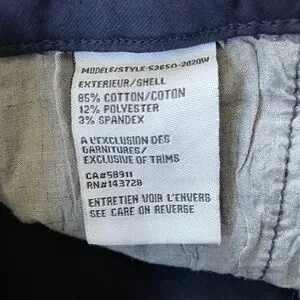 MODELE/STYLE-53650-2020W
EXTERIEUR/SHELL
85% COTTON/COTON
12% POLYESTER
3% SPANDEX
A L'EXCLUSION DES
GARNITURES/
EXCLUSIVE OF TRIMS
CA#58911
RN#143728
ENTRETIEN VOIR L'ENVERS
SEE CARE ON REVERSE